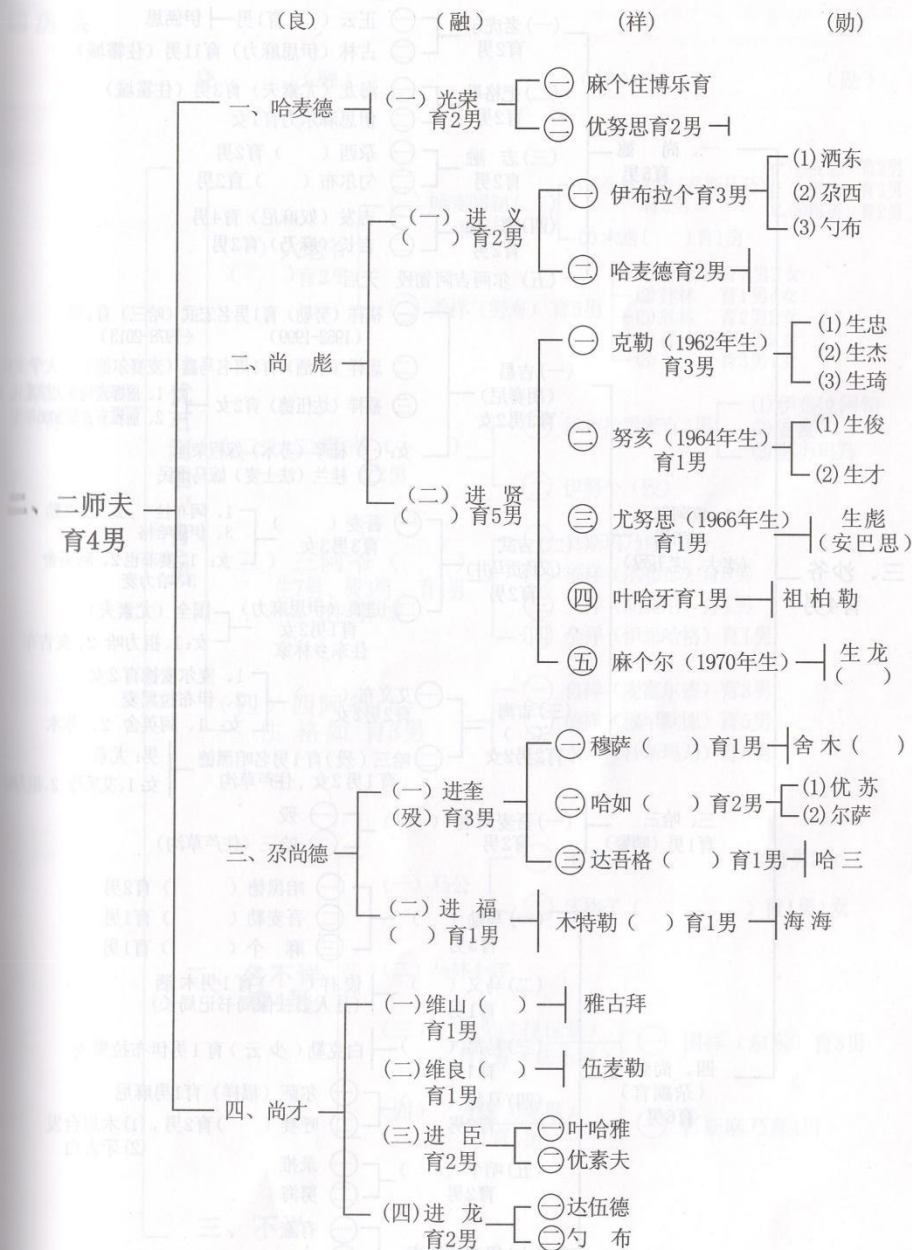 （良） （融） （祥） （勋）
一、哈麦德
（一）光荣
育2男
㊀ 麻个住博乐育
㊁ 优努思育2男
（一）进 义
（ ）育2男
㊀ 伊布拉个育3男
(1) 洒东
(2) 尕西
(3) 勺布
㊁ 哈麦德育2男
二、尚 彪
㊀ 克勒（1962年生）
育3男
(1) 生忠
(2) 生杰
(3) 生琦
㊁ 努亥（1964年生）
育1男
(1) 生俊
(2) 生才
二师夫
育4男
（二）进 贤
（ ）育5男
㊂ 尤努思（1966年生）
育1男
生彪
（安巴思）
㊃ 叶哈牙育1男
祖柏勒
㊄ 麻个尔（1970年生）
生龙
（ ）
㊀ 穆萨（ ）育1男
舍木（ ）
（一）进奎
（殁）育3男
㊁ 哈如（ ）育2男
(1) 优苏
(2) 尔萨
三、尕尚德
㊂ 达吾格（ ）育1男
哈三
（二）进 福
（ ）育1男
木特勒（ ）育1男
海海
（一）维山（ ）
育1男
雅古拜
（二）维良（ ）
育1男
伍麦勒
四、尚才
（三）进 臣
育2男
㊀叶哈雅
㊁优素夫
（四）进 龙
育2男
㊀达伍德
㊁勺 布